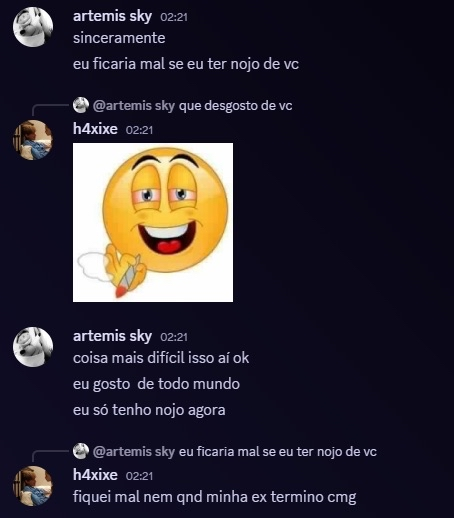 artemis sky 02:21
sinceramente
eu ficaria mal se eu ter nojo de vc
@artemis sky que desgosto de vc
h4xixe 02:21
artemis sky 02:21
coisa mais difícil isso aí ok
eu gosto de todo mundo
eu só tenho nojo agora
@artemis sky eu ficaria mal se eu ter nojo de vc
h4xixe 02:21
fiquei mal nem qnd minha ex termino cmg